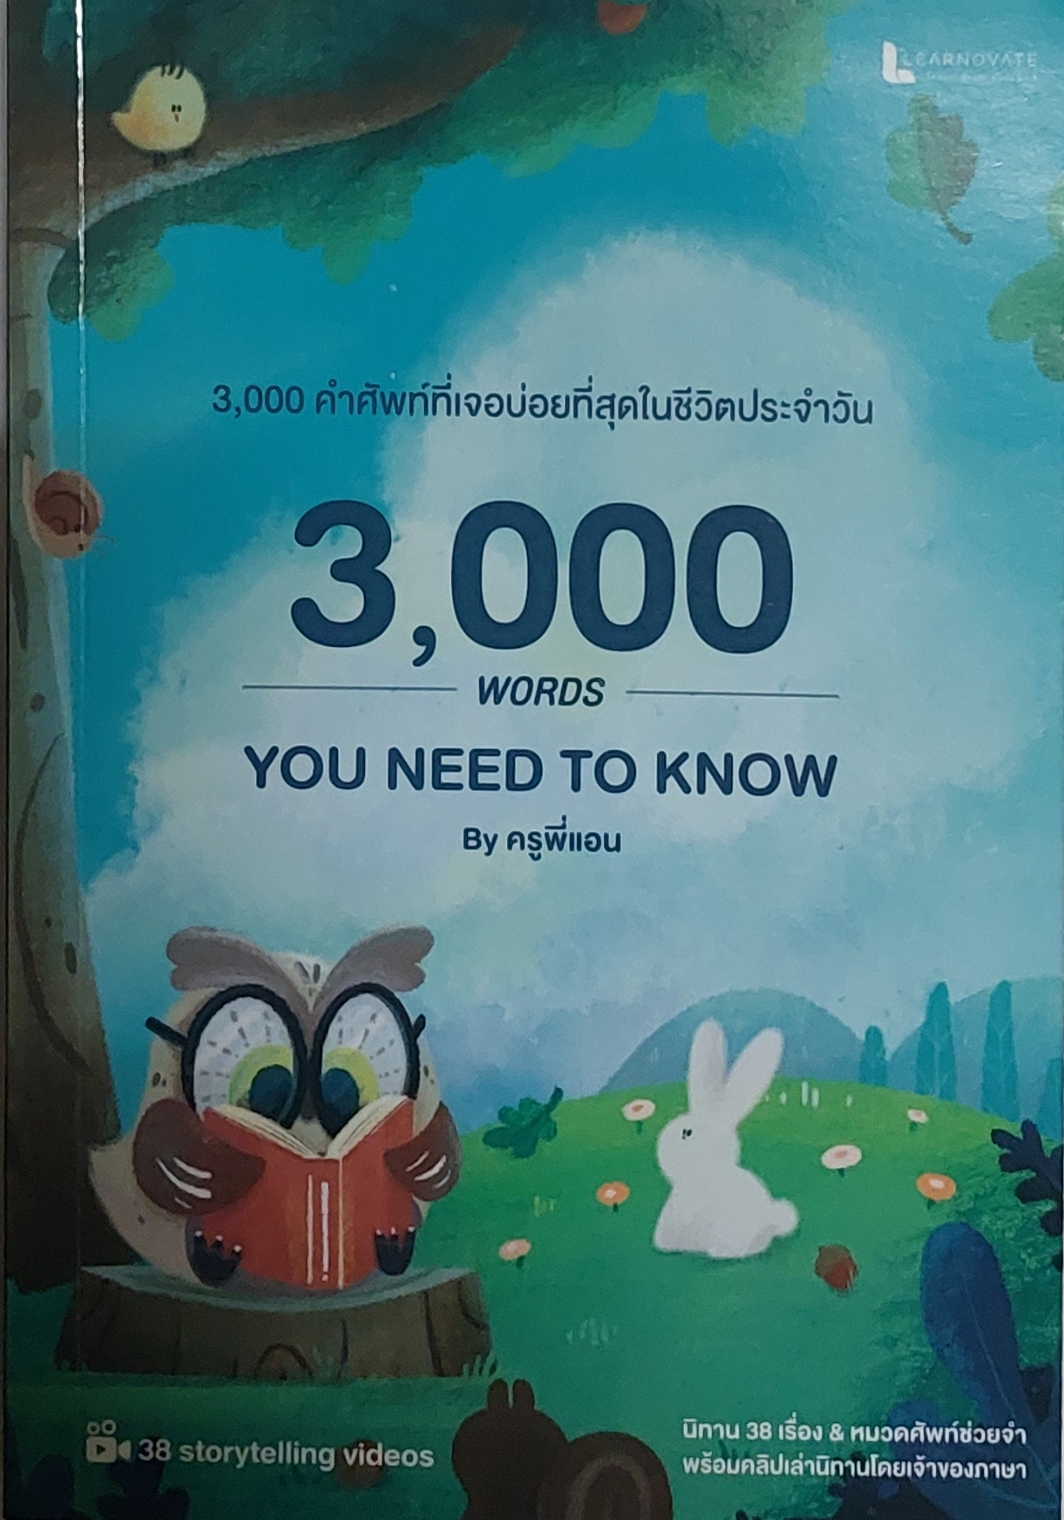 LEARNOVATE
3,000 คำศัพท์ที่เจอบ่อยที่สุดในชีวิตประจำวัน
3,000
WORDS
YOU NEED TO KNOW
By ครูพี่แอน
38 storytelling videos
นิทาน 38 เรื่อง & หมวดศัพท์ช่วยจำ
พร้อมคลิปเล่านิทานโดยเจ้าของภาษา